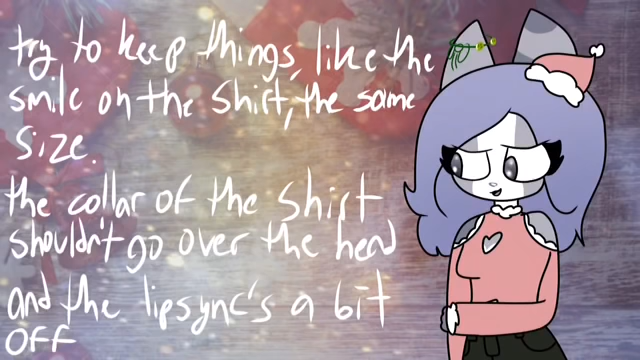 try to keep things, like the
smile on the shirt, the same
size.
the collar of the shirt
shouldn't go over the head
and the lipsync's a bit
off